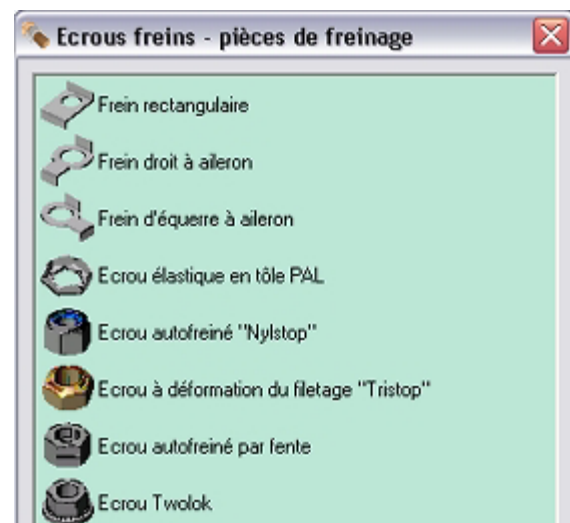 Ecrous freins - pièces de freinage
Frein rectangulaire
Frein droit à aileron
Frein d'équerre à aileron
Ecrou élastique en tôle PAL
Ecrou autofreiné "Nylstop"
Ecrou à déformation du filetage "Tristop"
Ecrou autofreiné par fente
Ecrou Twolok